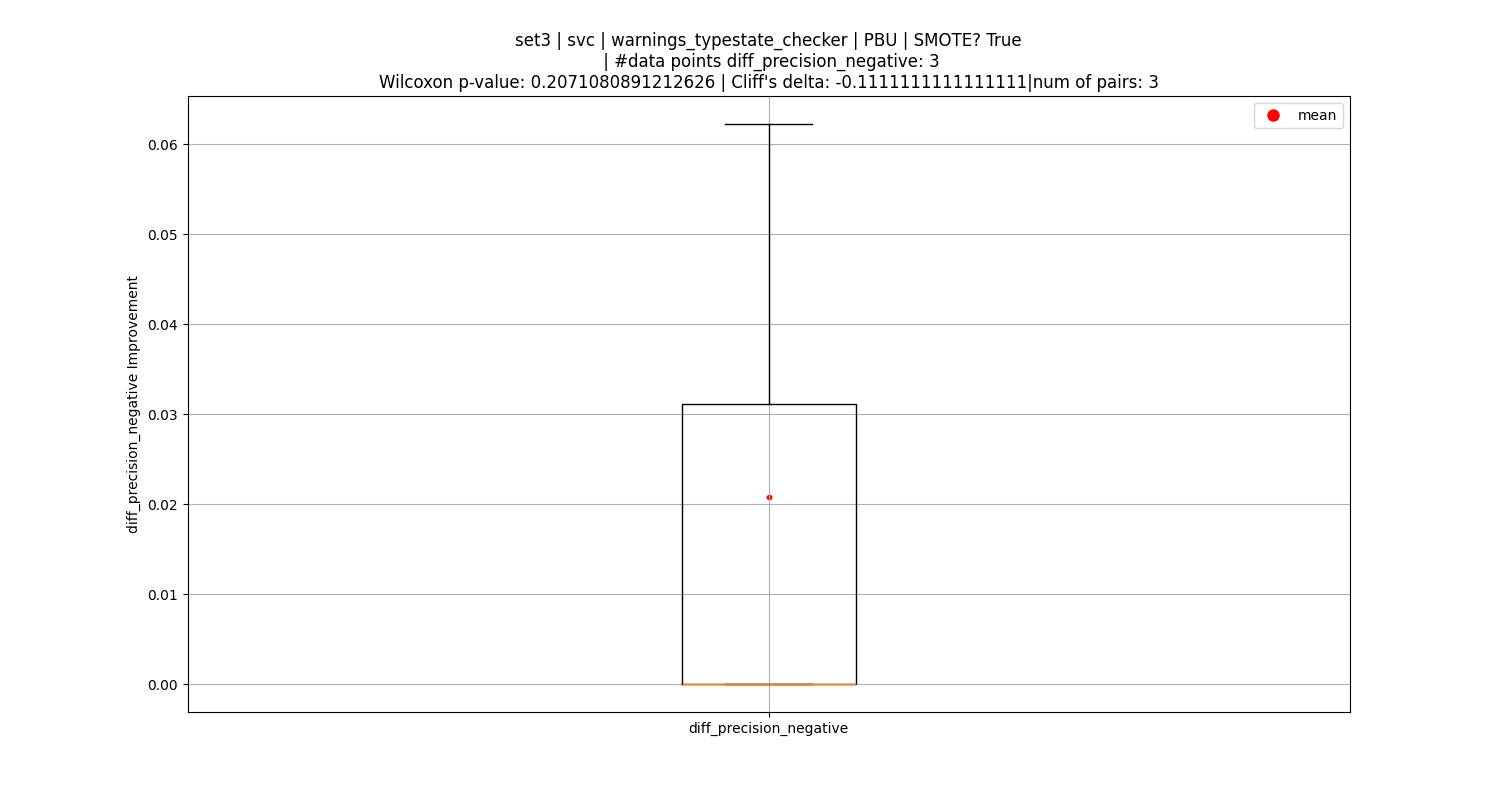 set3 | svc | warnings_typestate_checker | PBU | SMOTE? True
| #data points diff_precision_negative: 3
Wilcoxon p-value: 0.2071080891212626 | Cliff's delta: -0.1111111111111111|num of pairs: 3
mean
0.06
0.05
0.04
0.03
0.02
0.01
0.00
diff_precision_negative Improvement
diff_precision_negative